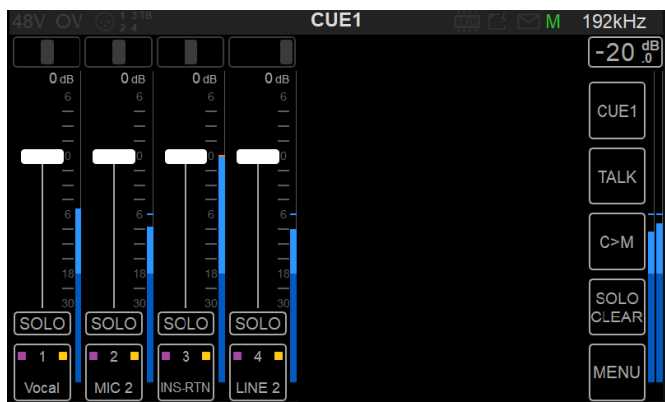 48V OV 1 3 TB CUE1 M 192kHz
2 4
-20 .0 dB
0 dB 0 dB 0 dB 0 dB
6 6 6 6
CUE1
0 0 0 0
TALK
6 6 6 6
C>M
18 18 18 18
30 30 30 30
SOLO CLEAR
SOLO SOLO SOLO SOLO
1 2 3 4
MENU
Vocal MIC 2 INS-RTN LINE 2